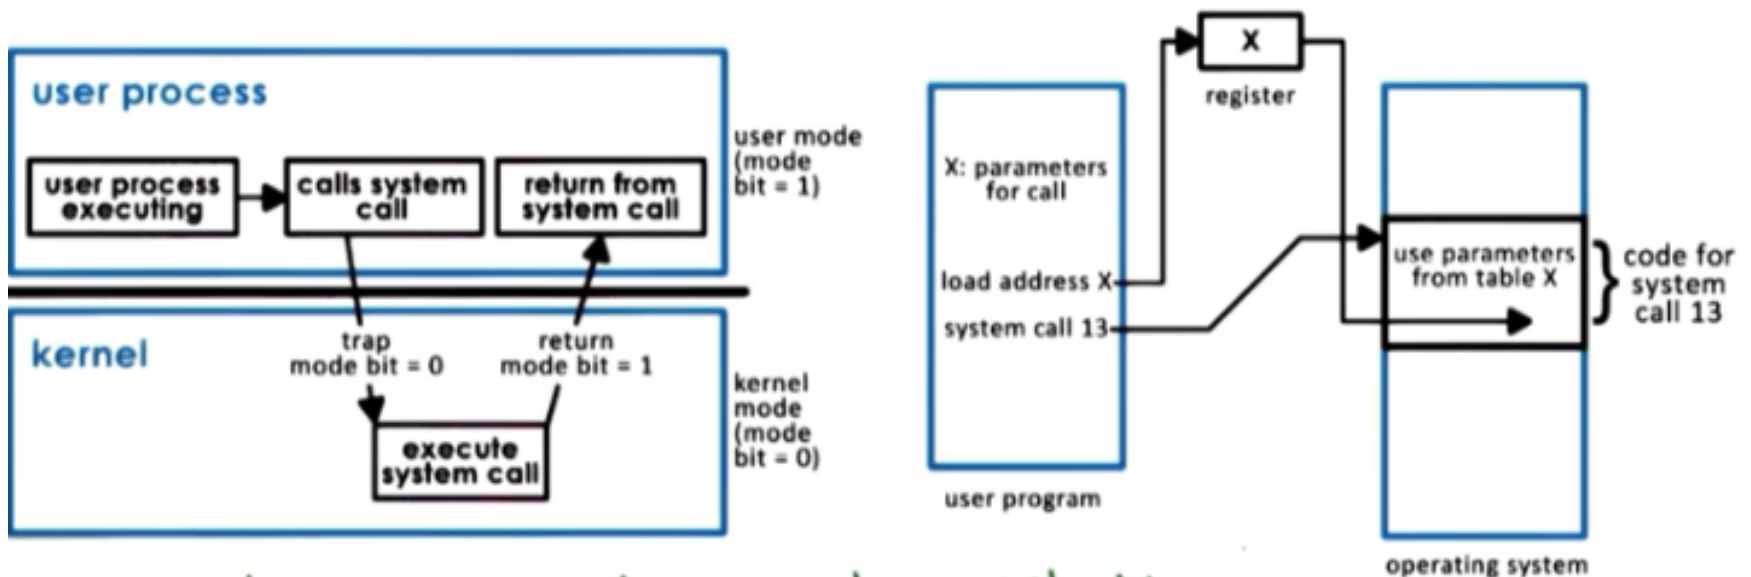 user process
user process
executing
calls system
call
return from
system call
user mode
(mode
bit = 1)
kernel
trap
mode bit = 0
return
mode bit = 1
kernel
mode
(mode
bit = 0)
execute
system call
X
register
X: parameters
for call
load address X
system call 13
user program
use parameters
from table X
code for
system
call 13
operating system